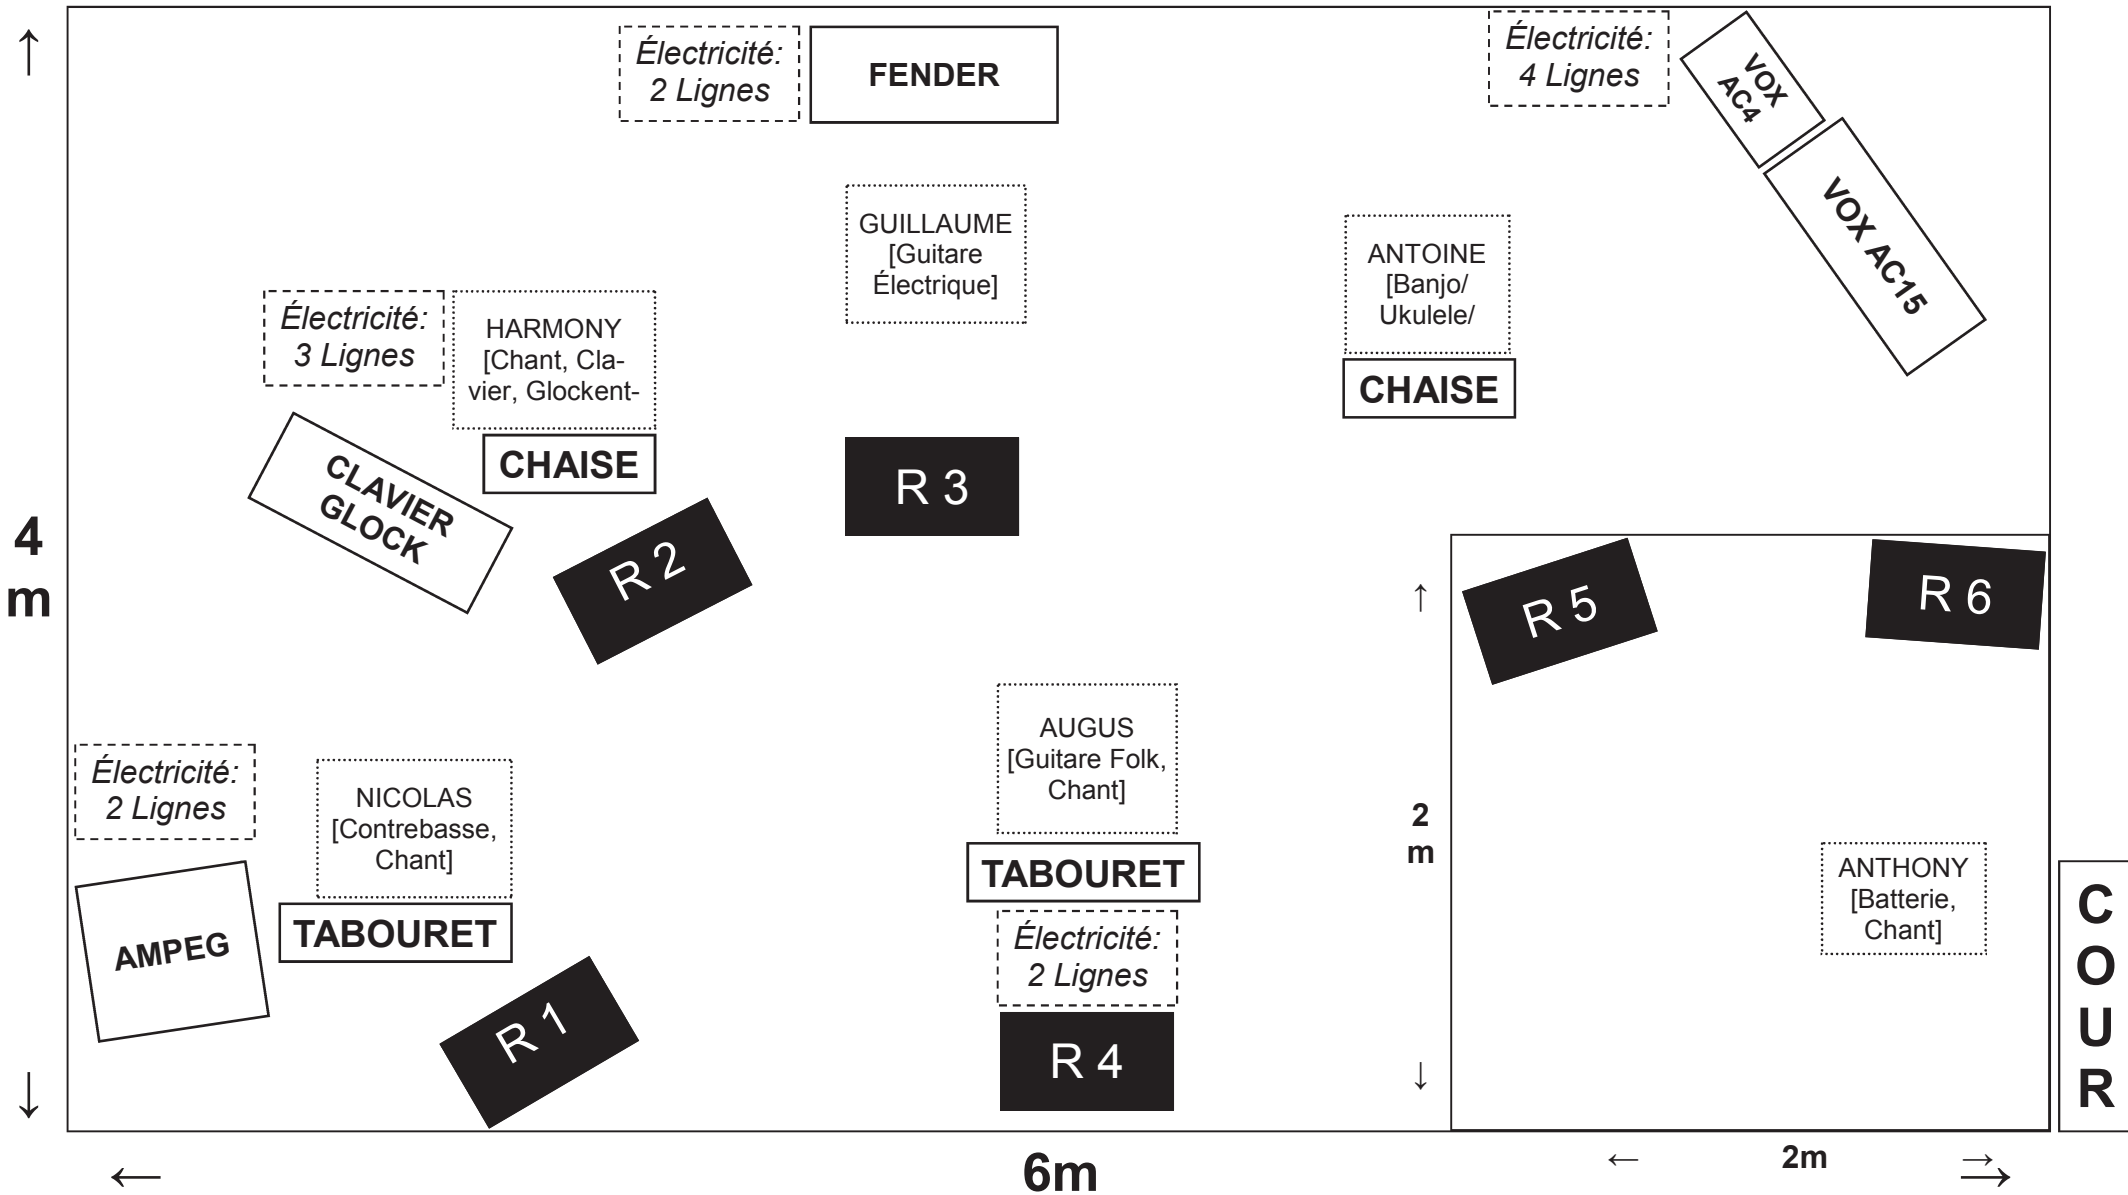 Électricité:
2 Lignes
FENDER
Électricité:
4 Lignes
VOX
AC4
VOX AC15
GUILLAUME
[Guitare
Électrique]
ANTOINE
[Banjo/
Ukulele/
CHAISE
Électricité:
3 Lignes
HARMONY
[Chant, Cla-
vier, Glockent-
CHAISE
CLAVIER
GLOCK
R 3
R 2
4
m
R 5
R 6
↑
↓
↑
↓
AUGUS
[Guitare Folk,
Chant]
TABOURET
Électricité:
2 Lignes
R 4
Électricité:
2 Lignes
NICOLAS
[Contrebasse,
Chant]
TABOURET
AMPEG
R 1
2
m
ANTHONY
[Batterie,
Chant]
C
O
U
R
← 6m →
← 2m →